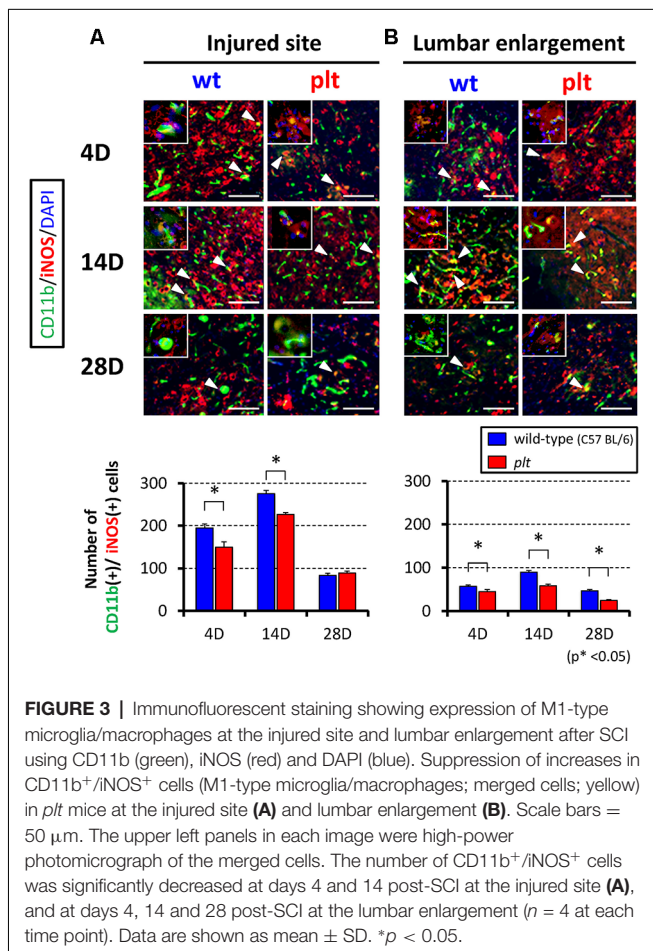 A
Injured site
B
Lumbar enlargement
wt
plt
wt
plt
4D
14D
28D
CD11b/iNOS/DAPI
wild-type (C57 BL/6)
plt
Number of
CD11b(+)/ iNOS(+) cells
300
200
100
0
*
*
4D
14D
28D
300
200
100
0
*
*
*
4D
14D
28D
(p* <0.05)
FIGURE 3 | Immunofluorescent staining showing expression of M1-type
microglia/macrophages at the injured site and lumbar enlargement after SCI
using CD11b (green), iNOS (red) and DAPI (blue). Suppression of increases in
CD11b⁺/iNOS⁺ cells (M1-type microglia/macrophages; merged cells; yellow)
in plt mice at the injured site (A) and lumbar enlargement (B). Scale bars =
50 μm. The upper left panels in each image were high-power
photomicrograph of the merged cells. The number of CD11b⁺/iNOS⁺ cells
was significantly decreased at days 4 and 14 post-SCI at the injured site (A),
and at days 4, 14 and 28 post-SCI at the lumbar enlargement (n = 4 at each
time point). Data are shown as mean ± SD. *p < 0.05.